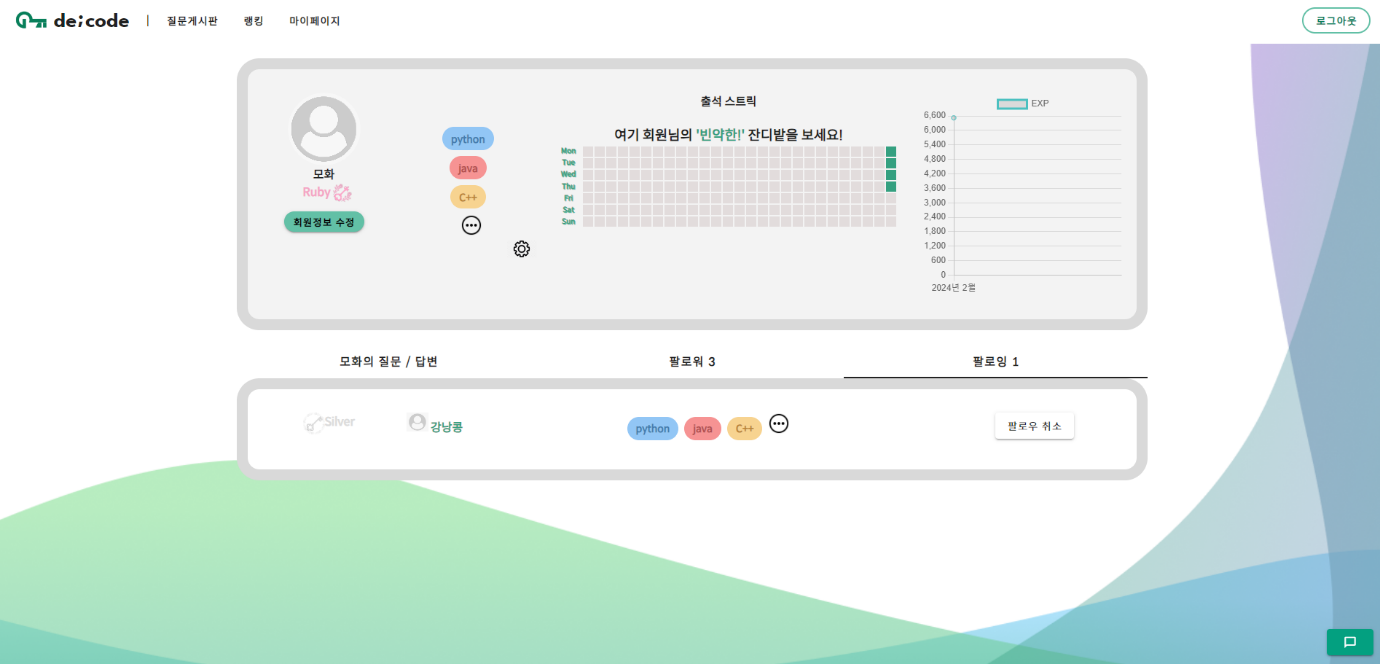 de;code | 질문게시판 랭킹 마이페이지 로그아웃
모화
Ruby
회원정보 수정
python
java
C++
출석 스트릭
여기 회원님의 '빈약한!' 잔디밭을 보세요!
Mon
Tue
Wed
Thu
Fri
Sat
Sun
EXP
6,600
6,000
5,400
4,800
4,200
3,600
3,000
2,400
1,800
1,200
600
0
2024년 2월
모화의 질문 / 답변 팔로워 3 팔로잉 1
Silver 강낭콩 python java C++ 팔로우 취소